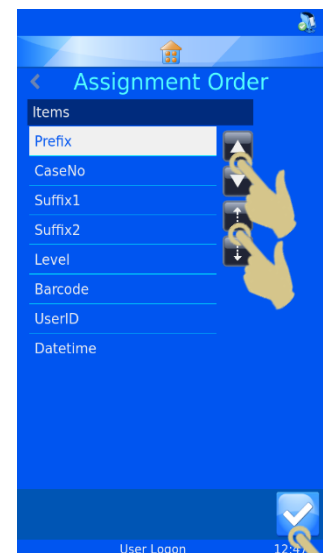 Assignment Order
Items
Prefix
CaseNo
Suffix1
Suffix2
Level
Barcode
UserID
Datetime
User Logon